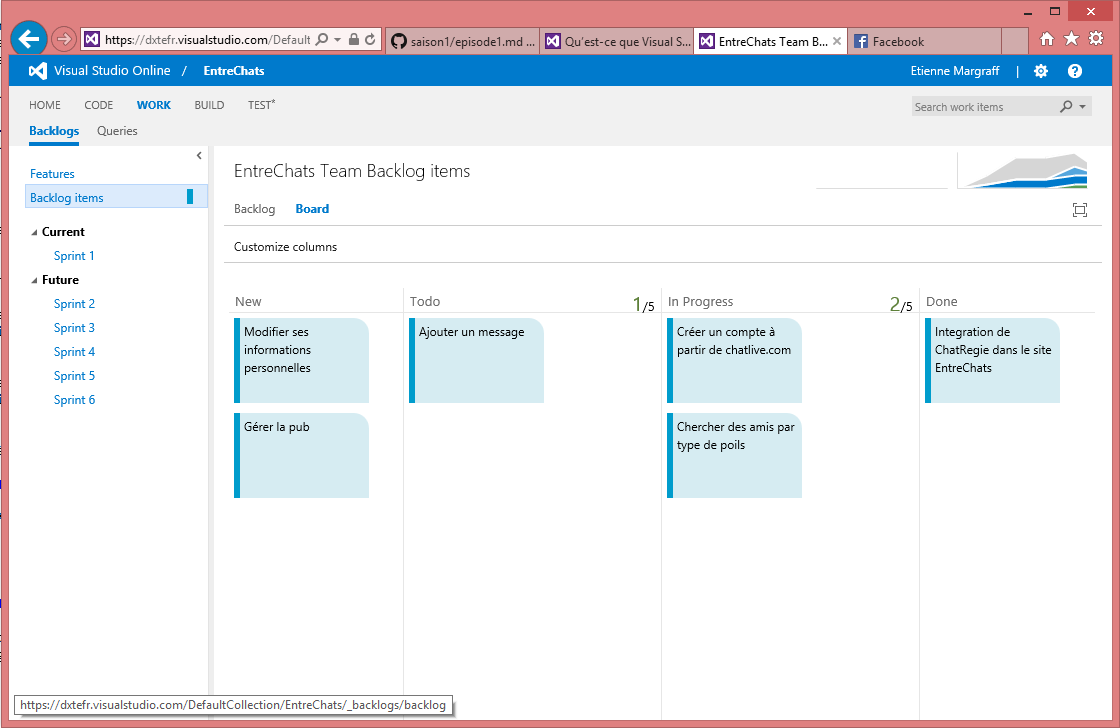 https://dxtefr.visualstudio.com/Default
saison1/episode1.md ...
Qu'est-ce que Visual S...
EntreChats Team B...
Facebook
Visual Studio Online / EntreChats
Etienne Margraff |
HOME CODE WORK BUILD TEST*
Search work items
Backlogs Queries
Features
Backlog items
Current
Sprint 1
Future
Sprint 2
Sprint 3
Sprint 4
Sprint 5
Sprint 6
EntreChats Team Backlog items
Backlog Board
Customize columns
New
Modifier ses
informations
personnelles
Gérer la pub
Todo 1/5
Ajouter un message
In Progress 2/5
Créer un compte à
partir de chatlive.com
Chercher des amis par
type de poils
Done
Integration de
ChatRegie dans le site
EntreChats
https://dxtefr.visualstudio.com/DefaultCollection/EntreChats/_backlogs/backlog